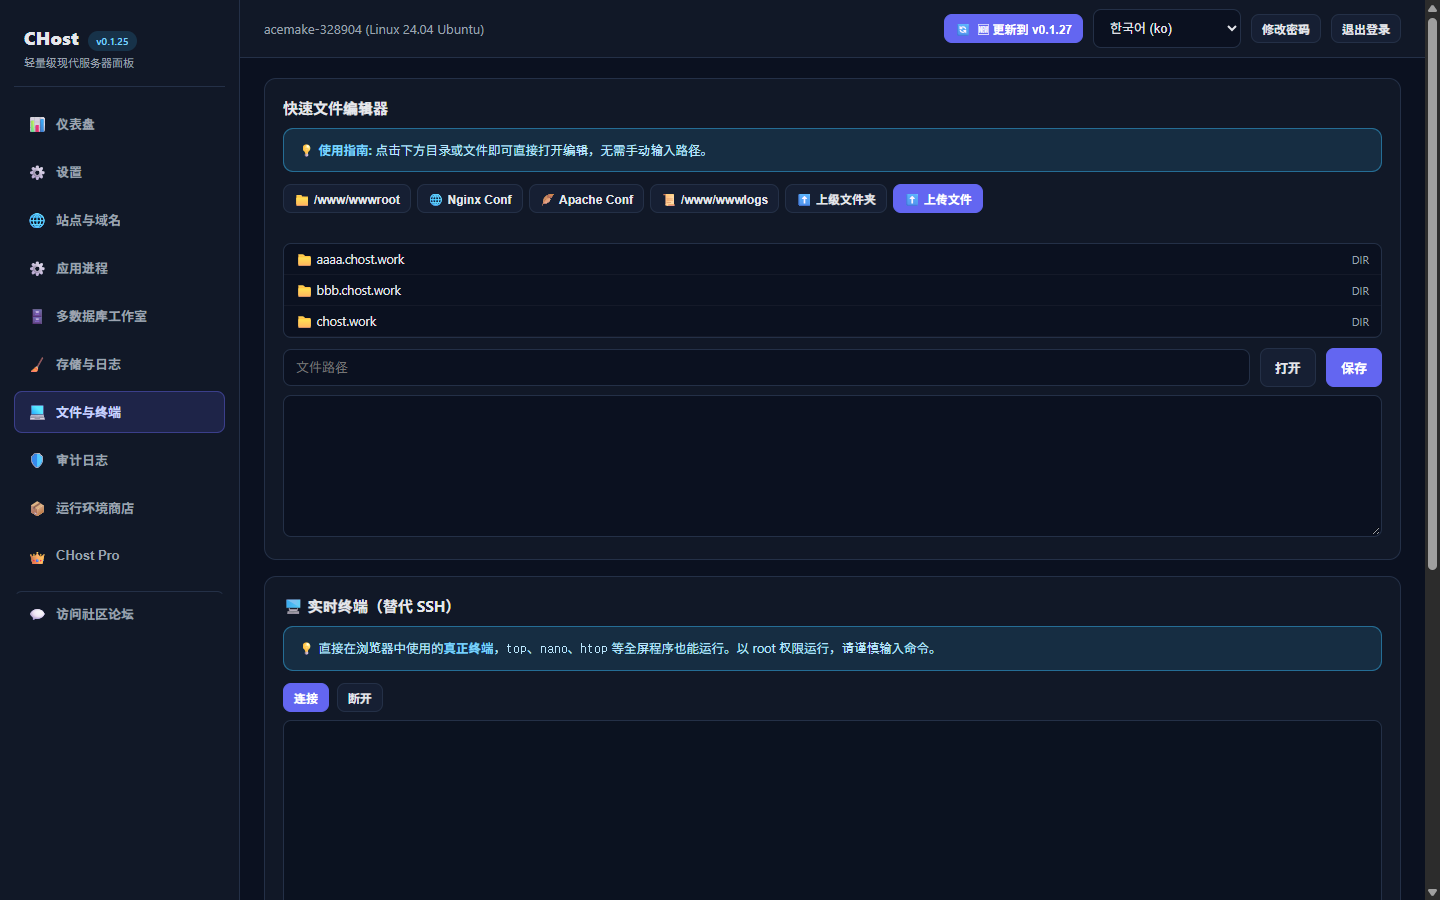 CHost v0.1.25
轻量级现代服务器面板
仪表盘
设置
站点与域名
应用进程
多数据库工作室
存储与日志
文件与终端
审计日志
运行环境商店
CHost Pro
访问社区论坛
acemake-328904 (Linux 24.04 Ubuntu)
🆕 更新到 v0.1.27
한국어 (ko)
修改密码
退出登录
快速文件编辑器
使用指南: 点击下方目录或文件即可直接打开编辑，无需手动输入路径。
/www/wwwroot
Nginx Conf
Apache Conf
/www/wwwlogs
上级文件夹
上传文件
aaaa.chost.work DIR
bbb.chost.work DIR
chost.work DIR
文件路径
打开
保存
实时终端（替代 SSH）
直接在浏览器中使用的真正终端，top、nano、htop 等全屏程序也能运行。以 root 权限运行，请谨慎输入命令。
连接
断开